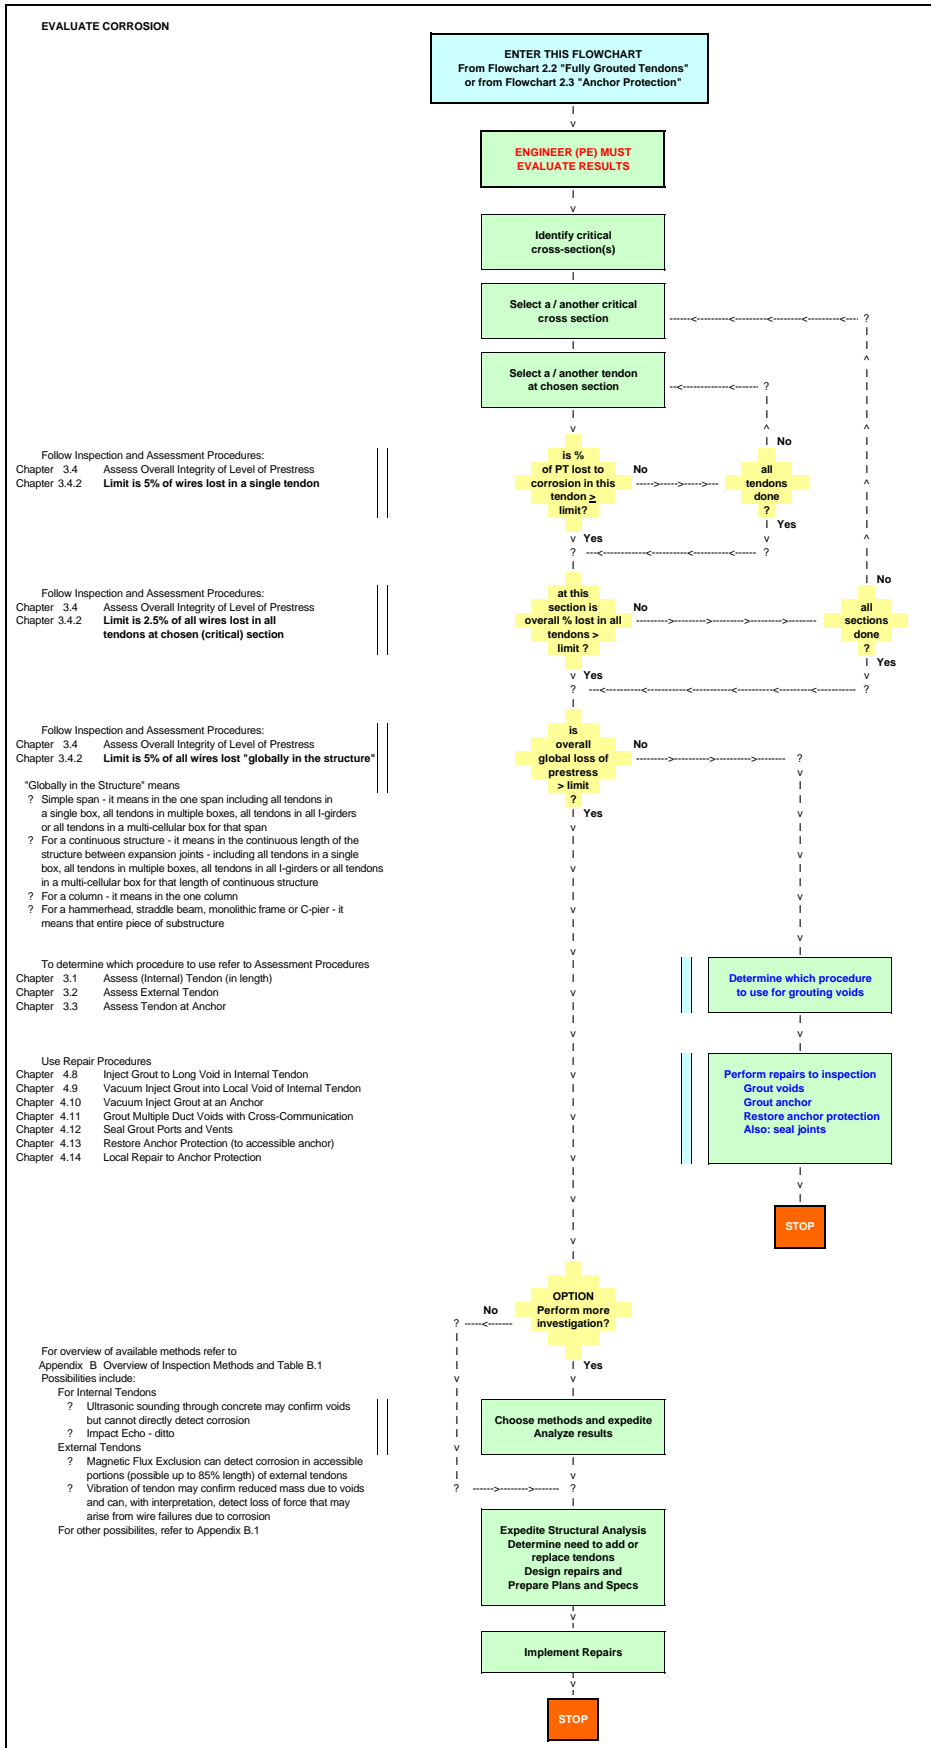 EVALUATE CORROSION
ENTER THIS FLOWCHART
From Flowchart 2.2 "Fully Grouted Tendons"
or from Flowchart 2.3 "Anchor Protection"
ENGINEER (PE) MUST
EVALUATE RESULTS
Identify critical
cross-section(s)
Select a / another critical
cross section
Select a / another tendon
at chosen section
Follow Inspection and Assessment Procedures:
Chapter 3.4 Assess Overall Integrity of Level of Prestress
Chapter 3.4.2 Limit is 5% of wires lost in a single tendon
is %
of PT lost to
corrosion in this
tendon >
limit?
No
all
tendons
done
?
No
Yes
Yes
Follow Inspection and Assessment Procedures:
Chapter 3.4 Assess Overall Integrity of Level of Prestress
Chapter 3.4.2 Limit is 2.5% of all wires lost in all
tendons at chosen (critical) section
at this
section is
overall % lost in all
tendons >
limit ?
No
all
sections
done
?
No
Yes
Yes
Follow Inspection and Assessment Procedures:
Chapter 3.4 Assess Overall Integrity of Level of Prestress
Chapter 3.4.2 Limit is 5% of all wires lost "globally in the structure"
is
overall
global loss of
prestress
> limit
?
No
Yes
"Globally in the Structure" means
? Simple span - it means in the one span including all tendons in
a single box, all tendons in multiple boxes, all tendons in all I-girders
or all tendons in a multi-cellular box for that span
? For a continuous structure - it means in the continuous length of the
structure between expansion joints - including all tendons in a single
box, all tendons in multiple boxes, all tendons in all I-girders or all tendons
in a multi-cellular box for that length of continuous structure
? For a column - it means in the one column
? For a hammerhead, straddle beam, monolithic frame or C-pier - it
means that entire piece of substructure
To determine which procedure to use refer to Assessment Procedures
Chapter 3.1 Assess (Internal) Tendon (in length)
Chapter 3.2 Assess External Tendon
Chapter 3.3 Assess Tendon at Anchor
Determine which procedure
to use for grouting voids
Use Repair Procedures
Chapter 4.8 Inject Grout to Long Void in Internal Tendon
Chapter 4.9 Vacuum Inject Grout into Local Void of Internal Tendon
Chapter 4.10 Vacuum Inject Grout at an Anchor
Chapter 4.11 Grout Multiple Duct Voids with Cross-Communication
Chapter 4.12 Seal Grout Ports and Vents
Chapter 4.13 Restore Anchor Protection (to accessible anchor)
Chapter 4.14 Local Repair to Anchor Protection
Perform repairs to inspection
Grout voids
Grout anchor
Restore anchor protection
Also: seal joints
STOP
OPTION
Perform more
investigation?
No
Yes
For overview of available methods refer to
Appendix B Overview of Inspection Methods and Table B.1
Possibilities include:
For Internal Tendons
? Ultrasonic sounding through concrete may confirm voids
but cannot directly detect corrosion
? Impact Echo - ditto
External Tendons
? Magnetic Flux Exclusion can detect corrosion in accessible
portions (possible up to 85% length) of external tendons
? Vibration of tendon may confirm reduced mass due to voids
and can, with interpretation, detect loss of force that may
arise from wire failures due to corrosion
For other possibilites, refer to Appendix B.1
Choose methods and expedite
Analyze results
Expedite Structural Analysis
Determine need to add or
replace tendons
Design repairs and
Prepare Plans and Specs
Implement Repairs
STOP